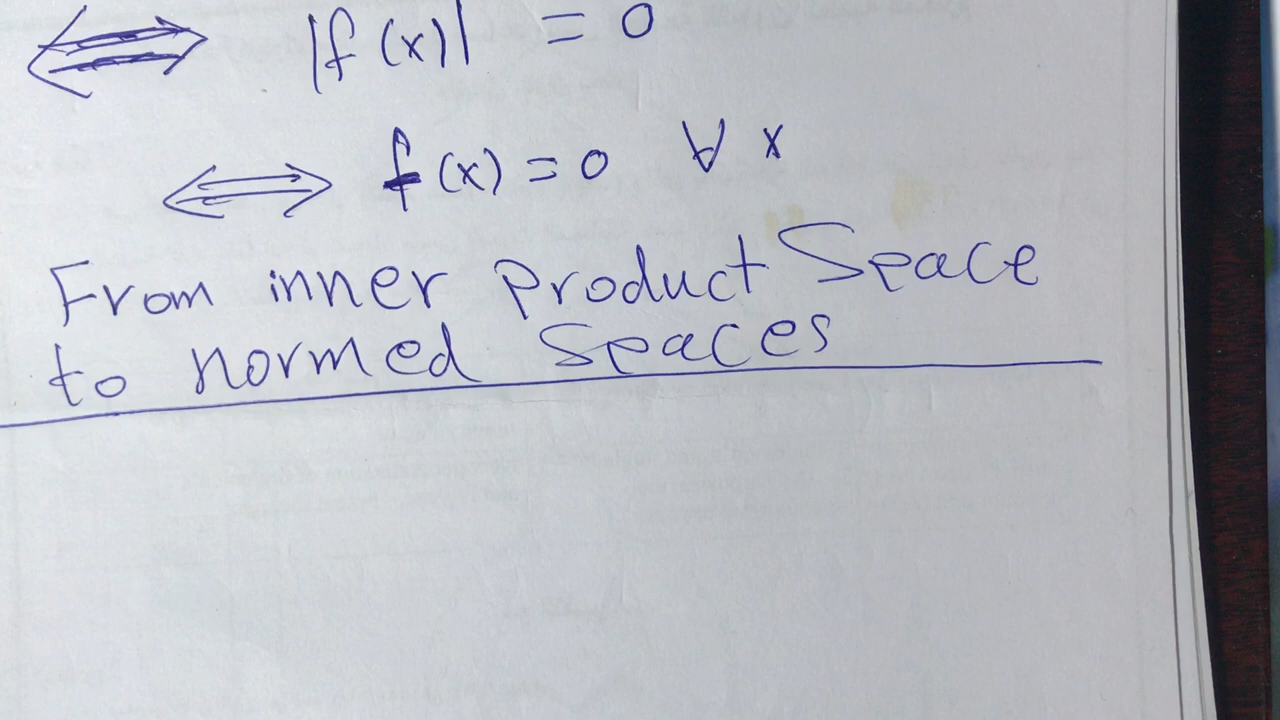 ⟺ |f(x)| = 0
⟺ f(x) = 0 ∀ x
From inner product Space
to normed Spaces